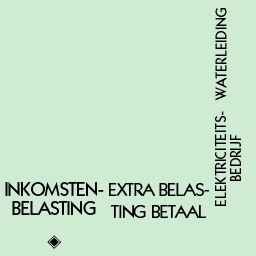 INKOMSTEN-
BELASTING
EXTRA BELAS-
TING BETAAL
ELEKTRICITEITS-
BEDRIJF
WATERLEIDING